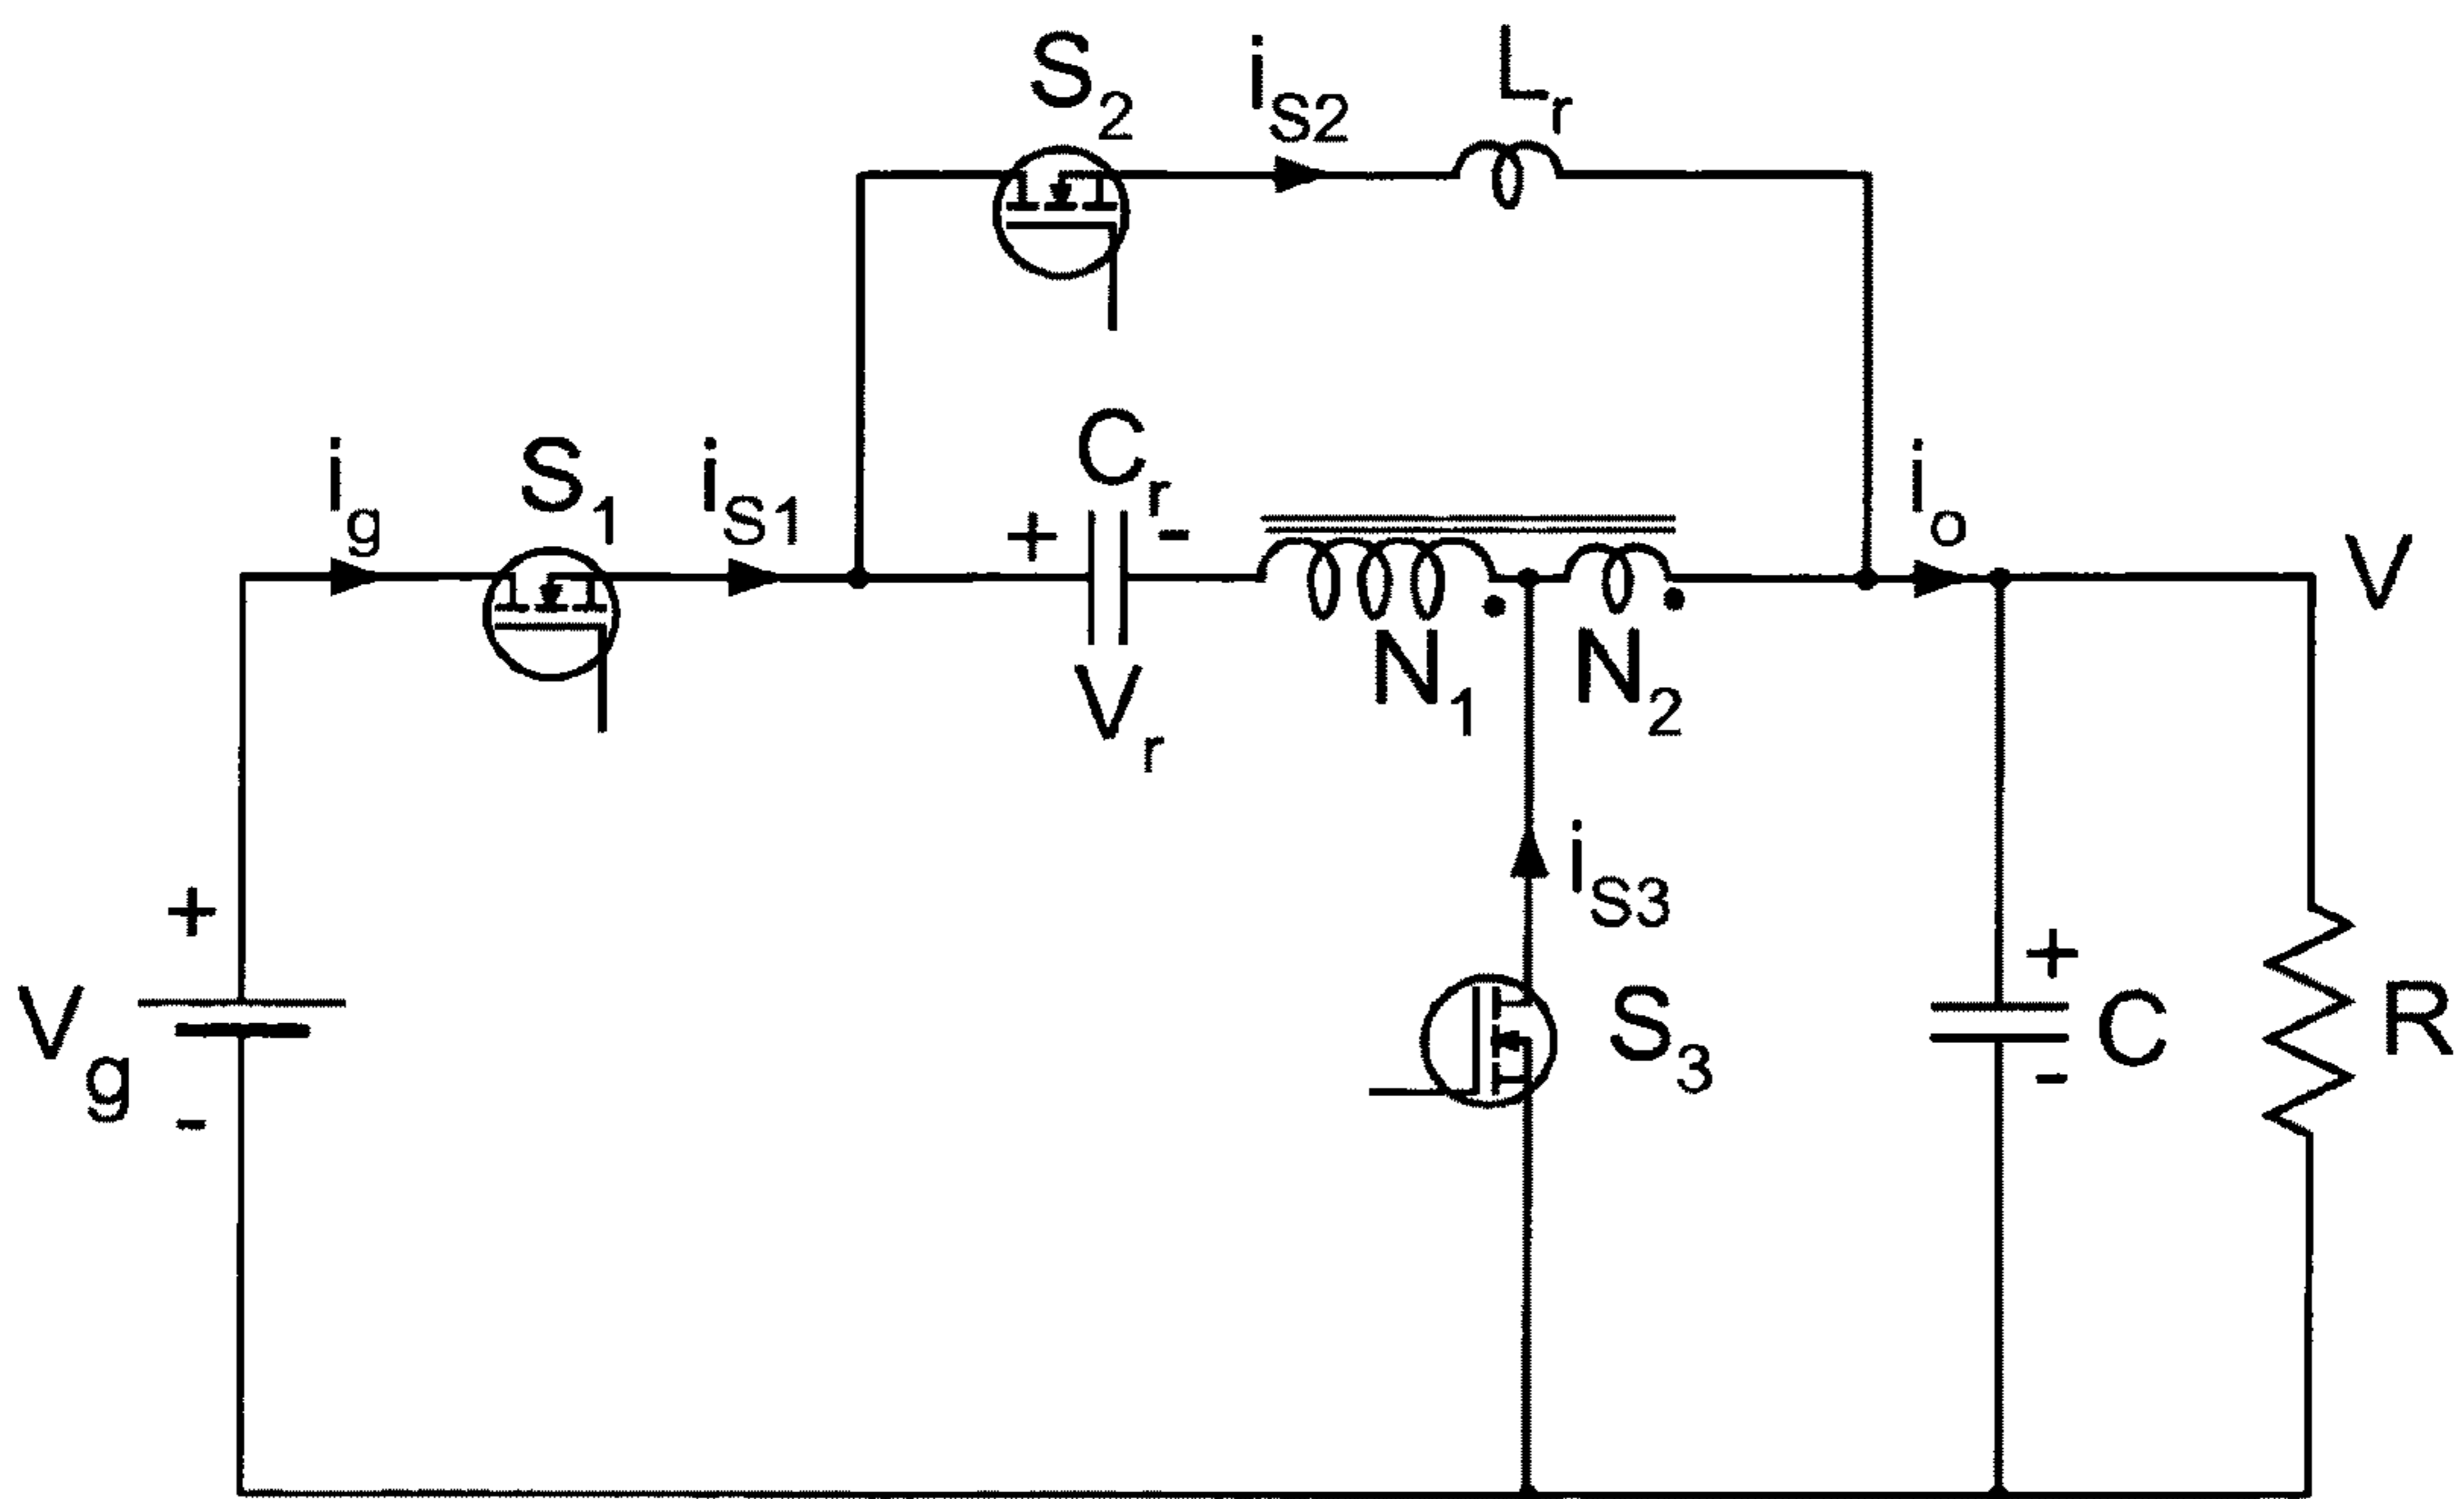 S2
iS2
Lr
ig
S1
iS1
+
Cr
-
Vr
N1
N2
io
V
iS3
S3
+
Vg
-
+
C
-
R